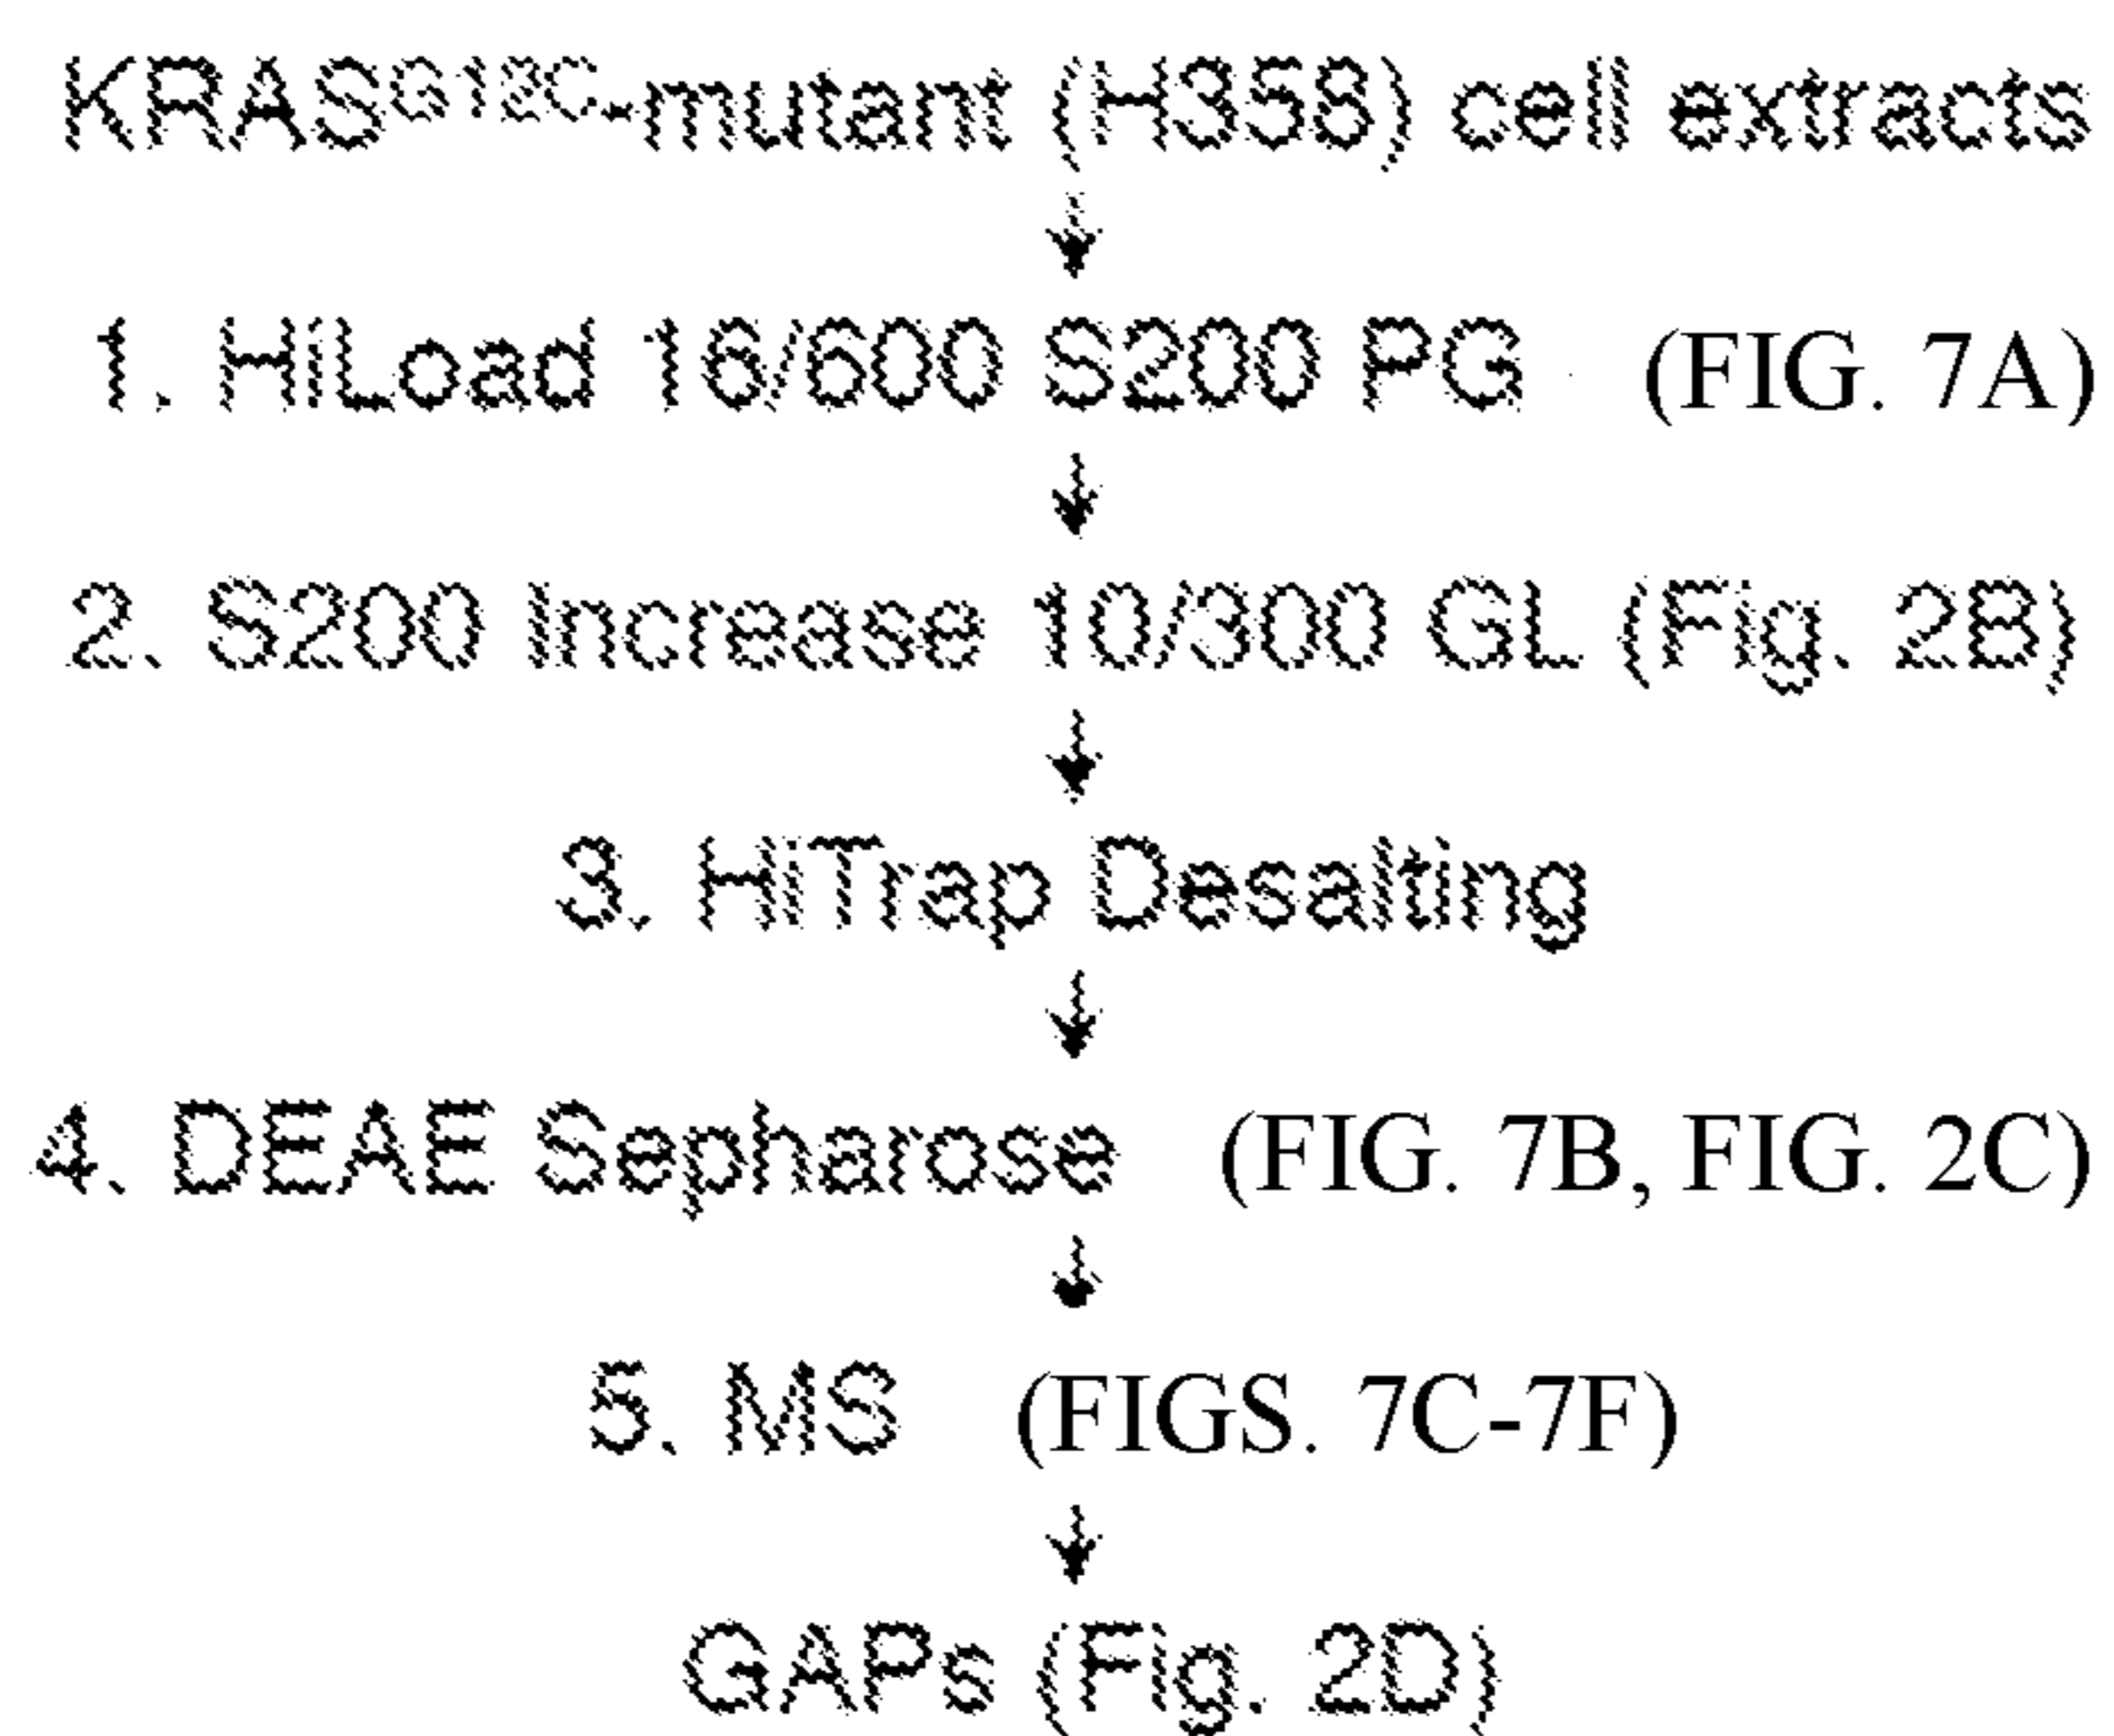 KRASG12C-mutant (H358) cell extracts
1. HiLoad 16/600 S200 PG (FIG. 7A)
2. S200 Increase 10/300 GL (Fig. 2B)
3. HiTrap Desalting
4. DEAE Sepharose (FIG. 7B, FIG. 2C)
5. MS (FIGS. 7C-7F)
GAPs (Fig. 2D)